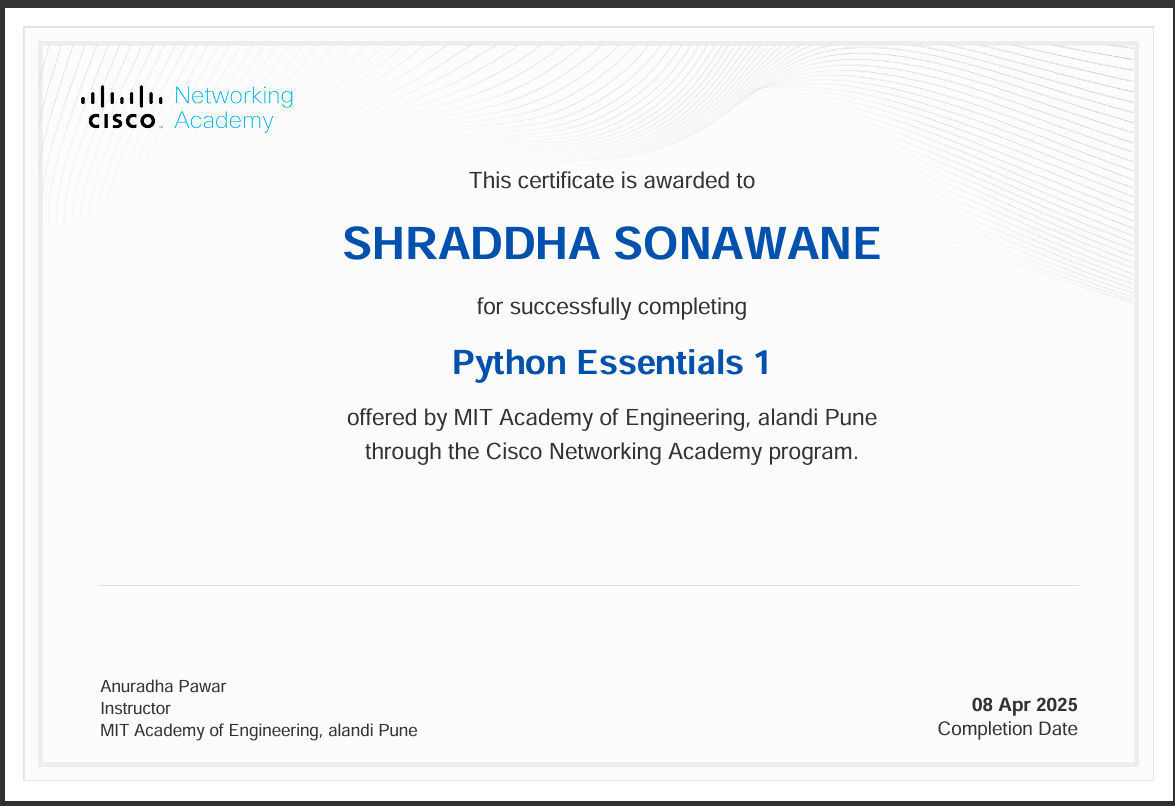 CISCO
Networking
Academy
This certificate is awarded to
SHRADDHA SONAWANE
for successfully completing
Python Essentials 1
offered by MIT Academy of Engineering, alandi Pune
through the Cisco Networking Academy program.
Anuradha Pawar
Instructor
MIT Academy of Engineering, alandi Pune
08 Apr 2025
Completion Date